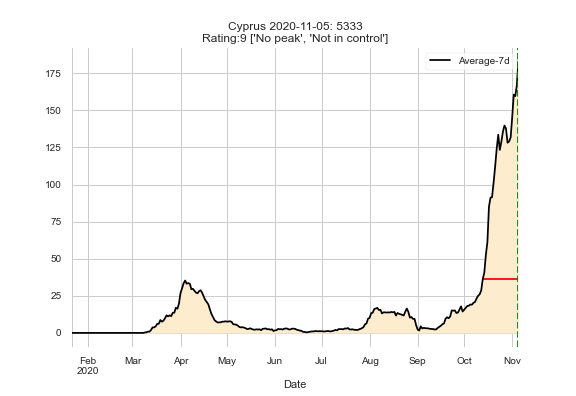 Cyprus 2020-11-05: 5333
Rating:9 ['No peak', 'Not in control']
Average-7d
175
150
125
100
75
50
25
0
Feb Mar Apr May Jun Jul Aug Sep Oct Nov
2020
Date